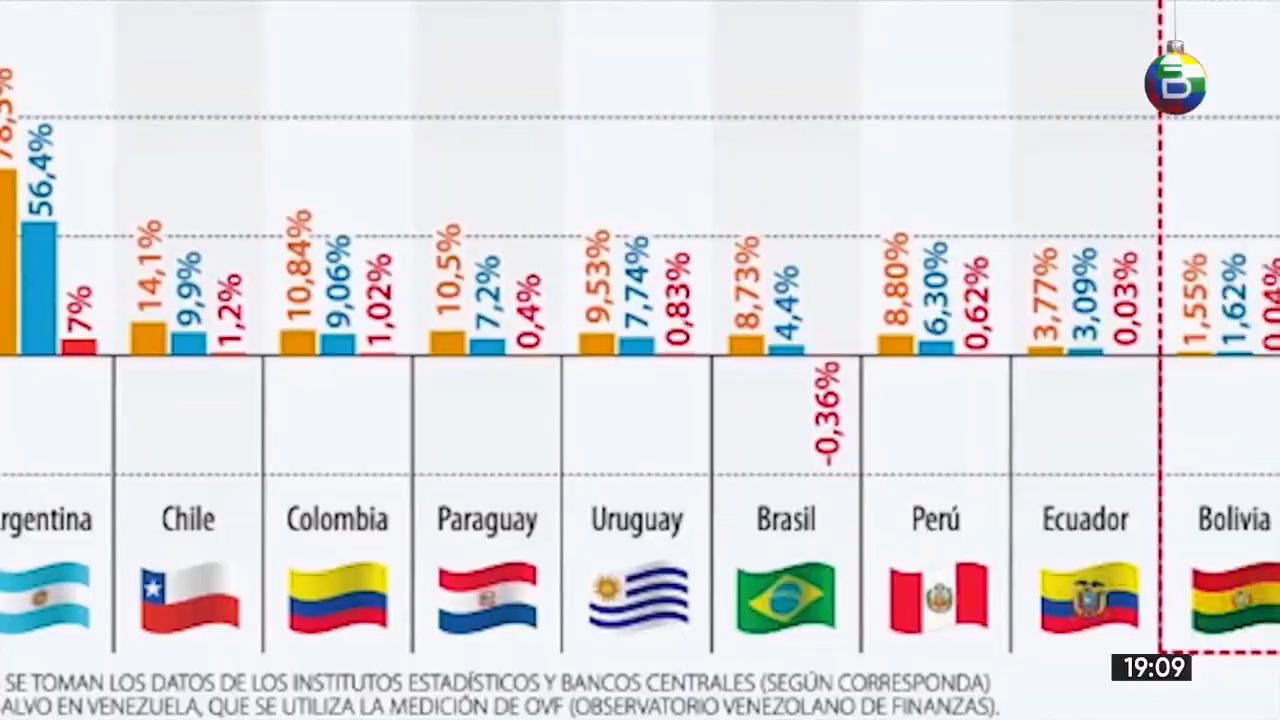 56,4%
7%
14,1%
9,9%
1,2%
10,84%
9,06%
1,02%
10,5%
7,2%
0,4%
9,53%
7,74%
0,83%
8,73%
4,4%
-0,36%
8,80%
6,30%
0,62%
3,77%
3,09%
0,03%
1,55%
1,62%
0,04%
rgentina
Chile
Colombia
Paraguay
Uruguay
Brasil
Perú
Ecuador
Bolivia
19:09
SE TOMAN LOS DATOS DE LOS INSTITUTOS ESTADÍSTICOS Y BANCOS CENTRALES (SEGÚN CORRESPONDA)
ALVO EN VENEZUELA, QUE SE UTILIZA LA MEDICIÓN DE OVF (OBSERVATORIO VENEZOLANO DE FINANZAS).